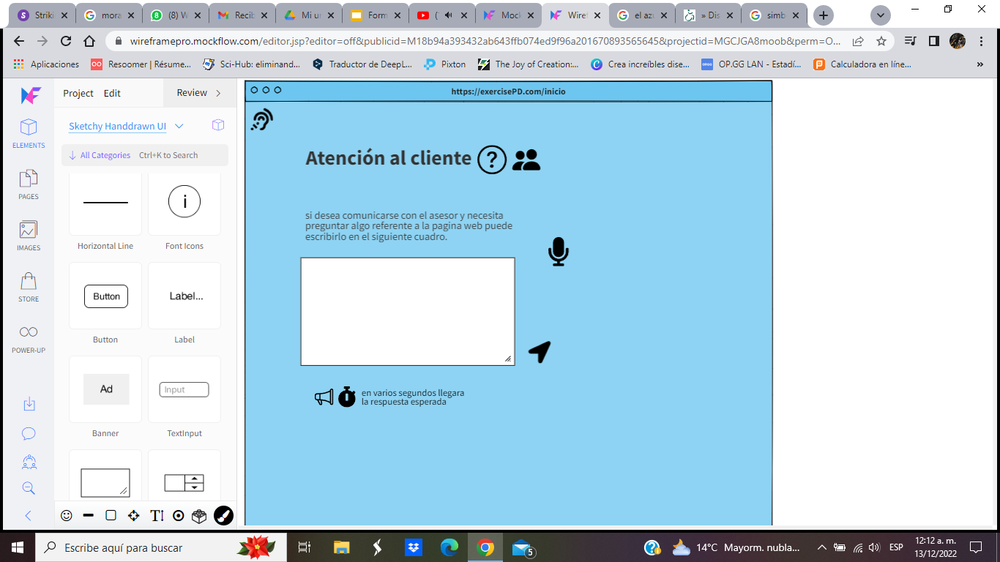 Striki
mora
(8) W
Recib
Mi ur
Form
(
Mock
Wiref
el azu
» Dis
simb
wireframepro.mockflow.com/editor.jsp?editor=off&publicid=M18b94a393432ab643ffb074ed9f96a201670893565645&projectid=MGCJGA8moob&perm=O...
Aplicaciones
Resoomer | Résume...
Sci-Hub: eliminand...
Traductor de DeepL...
Pixton
The Joy of Creation:...
Crea increíbles dise...
OP.GG LAN - Estadí...
Calculadora en líne...
»
Project
Edit
Review
Sketchy Handdrawn UI
All Categories
Ctrl+K to Search
ELEMENTS
PAGES
IMAGES
STORE
POWER-UP
Horizontal Line
i
Font Icons
Button
Button
Label...
Label
Ad
Banner
Input
TextInput
https://exercisePD.com/inicio
Atención al cliente
?
si desea comunicarse con el asesor y necesita
preguntar algo referente a la pagina web puede
escribirlo en el siguiente cuadro.
en varios segundos llegara
la respuesta esperada
Escribe aquí para buscar
5
14°C Mayorm. nubla...
ESP
12:12 a. m.
13/12/2022